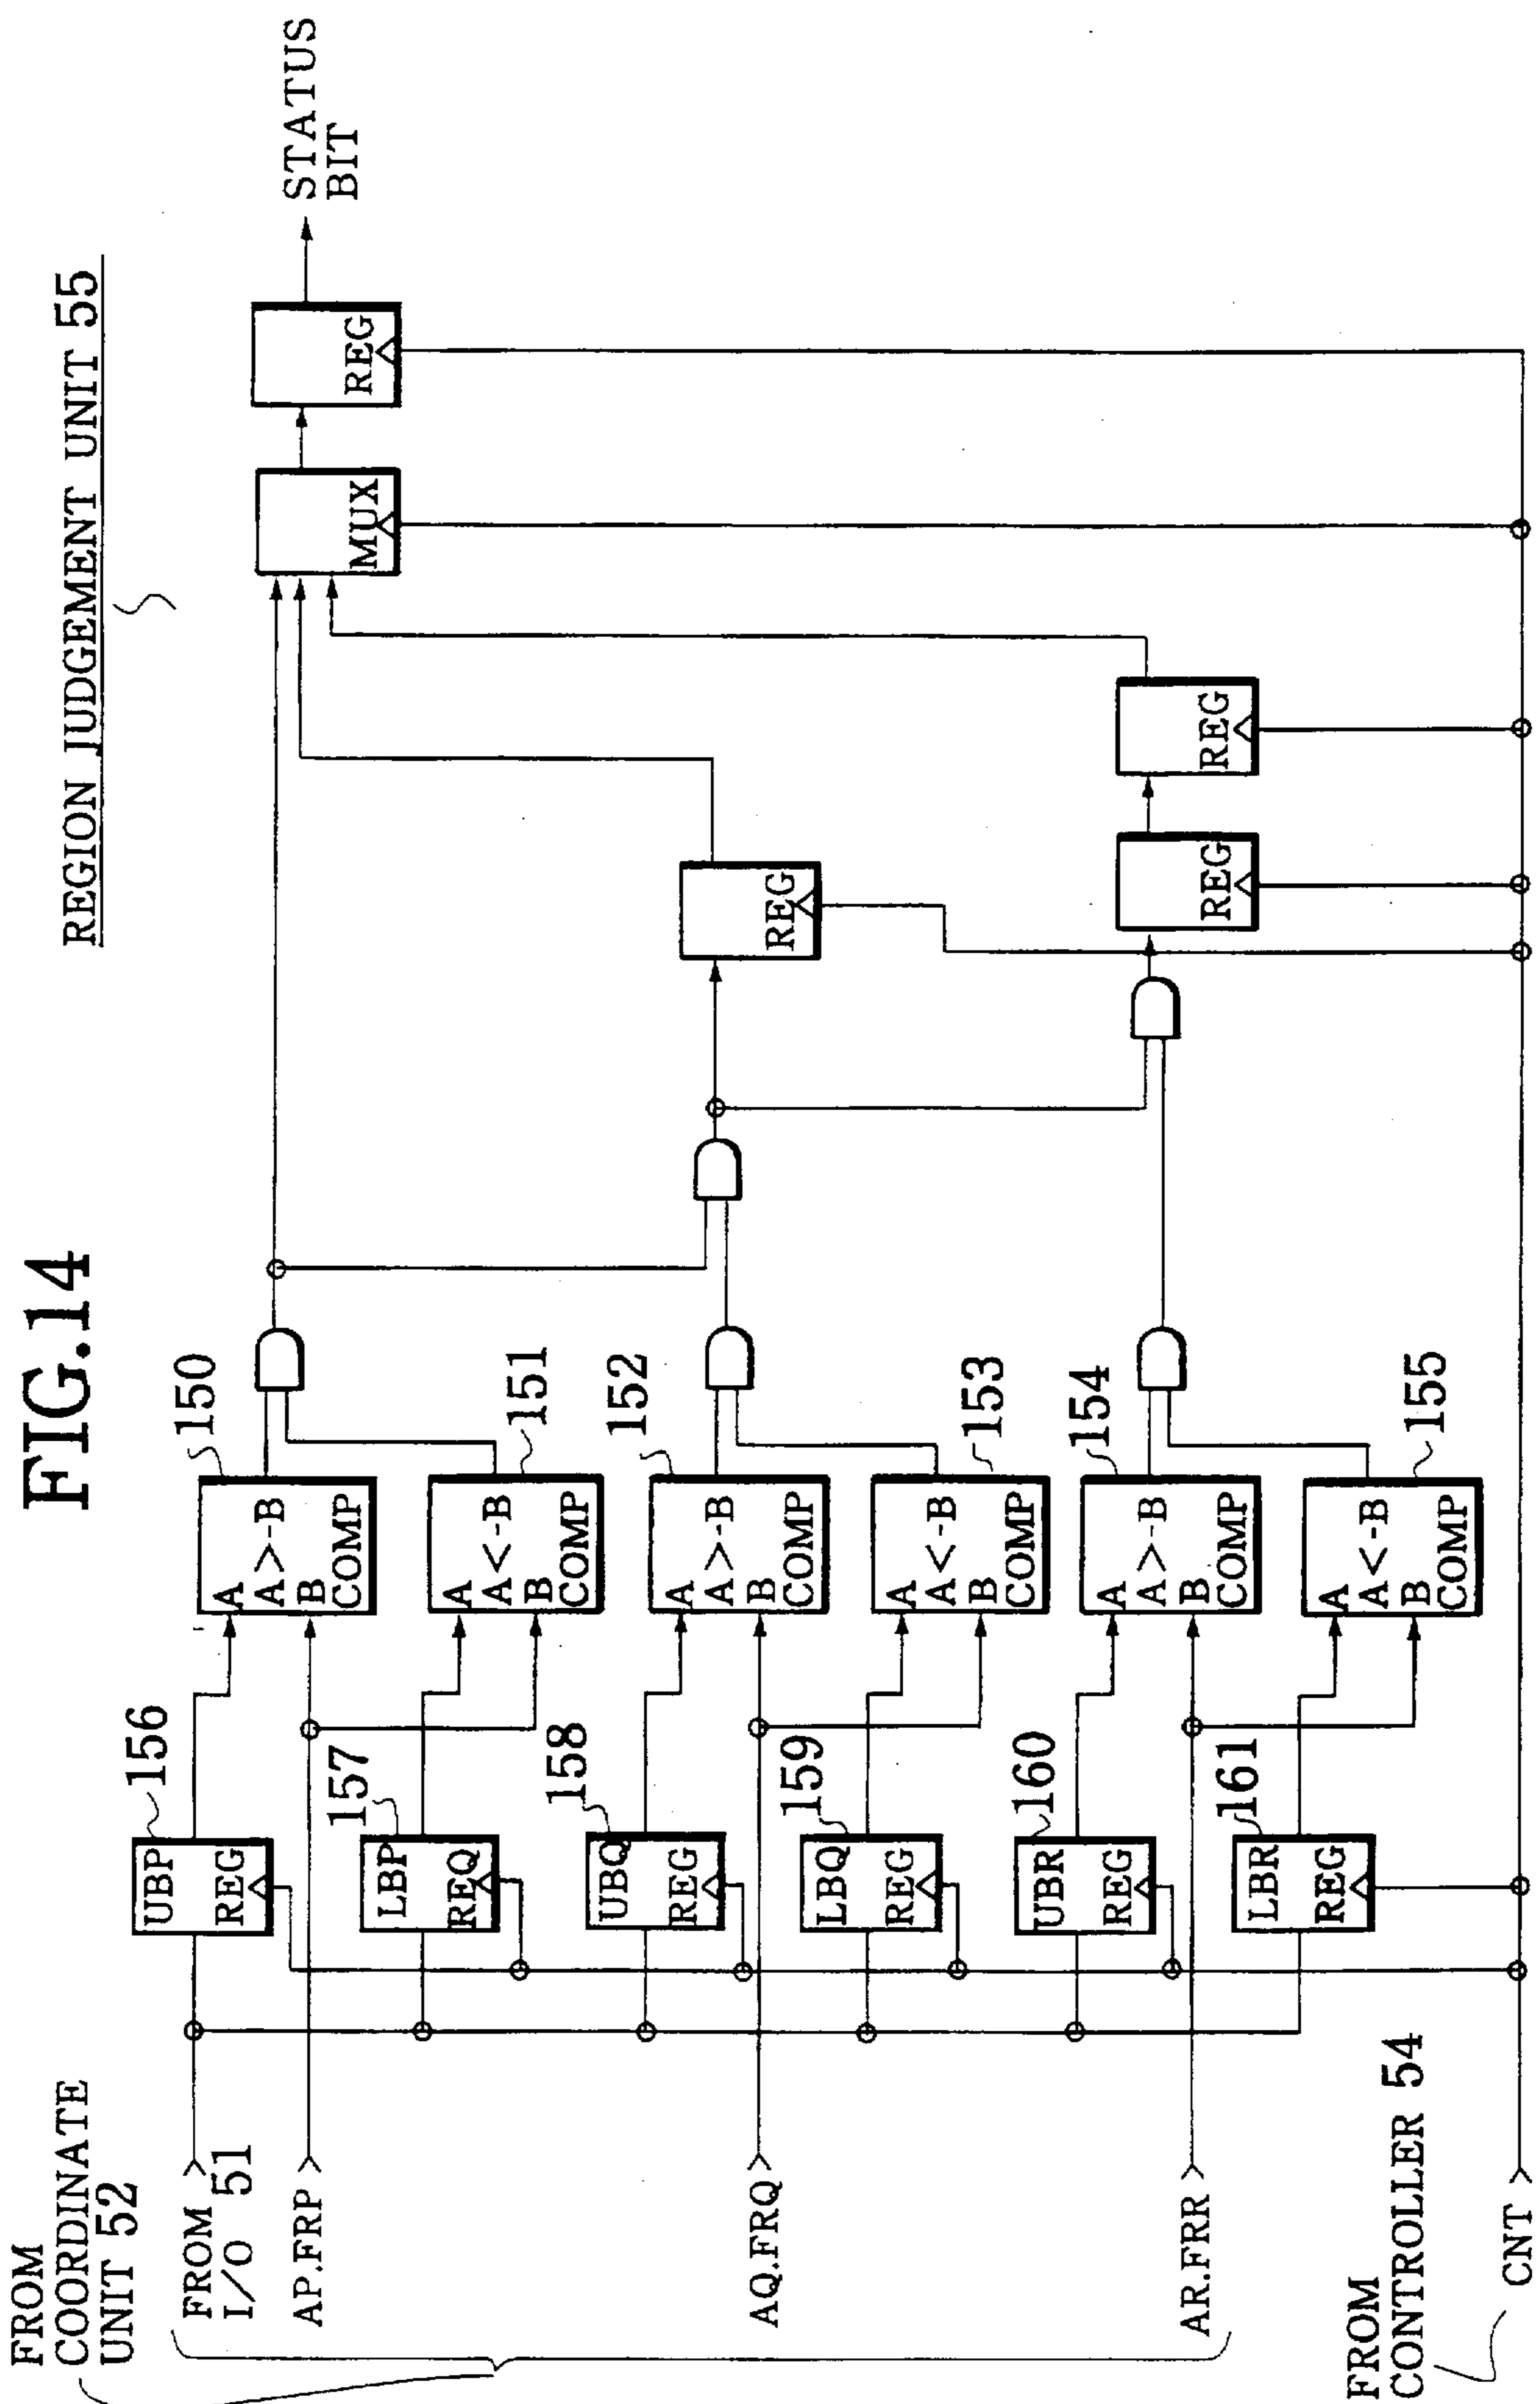 FIG.14
REGION JUDGEMENT UNIT 55
FROM
COORDINATE
UNIT 52
FROM
I/O 51
AP.FRP
AQ.FRQ
AR.FRR
FROM
CONTROLLER 54
CNT
UBP
REG
156
LBP
REQ
157
UBQ
REG
158
LBQ
REG
159
UBR
REG
160
LBR
REG
161
A
A>-B
B
COMP
150
A
A<-B
B
COMP
151
A
A>-B
B
COMP
152
A
A<-B
B
COMP
153
A
A>-B
B
COMP
154
A
A<-B
B
COMP
155
REG
REG
REG
MUX
REG
STATUS
BIT